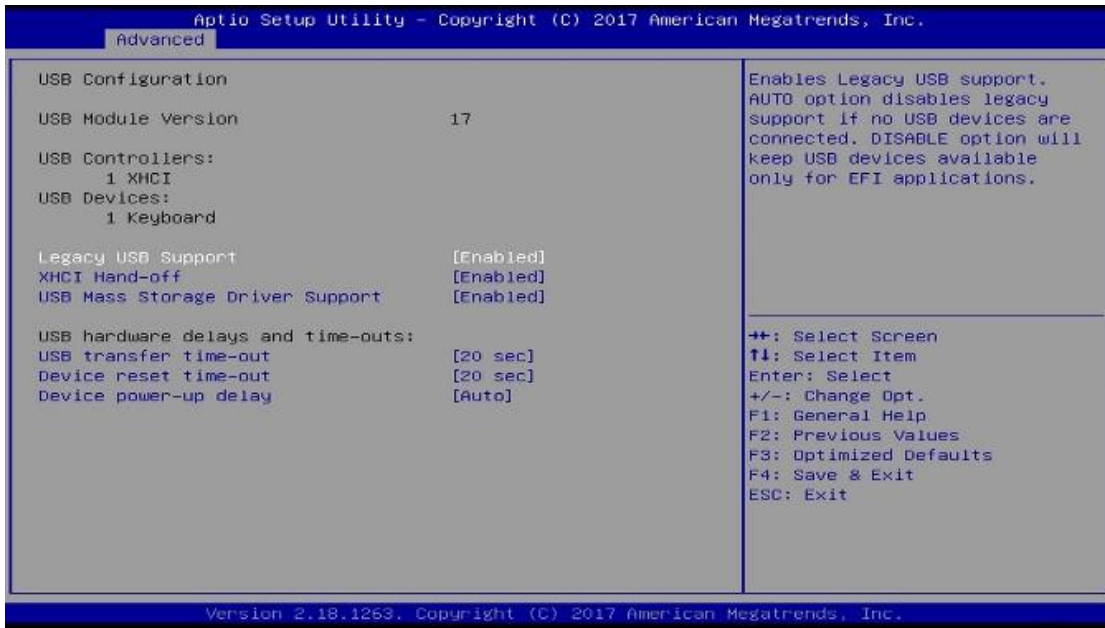 Aptio Setup Utility - Copyright (C) 2017 American Megatrends, Inc.
Advanced
USB Configuration
USB Module Version 17
USB Controllers:
1 XHCI
USB Devices:
1 Keyboard
Legacy USB Support [Enabled]
XHCI Hand-off [Enabled]
USB Mass Storage Driver Support [Enabled]
USB hardware delays and time-outs:
USB transfer time-out [20 sec]
Device reset time-out [20 sec]
Device power-up delay [Auto]
Enables Legacy USB support.
AUTO option disables legacy
support if no USB devices are
connected. DISABLE option will
keep USB devices available
only for EFI applications.
→←: Select Screen
↑↓: Select Item
Enter: Select
+/-: Change Opt.
F1: General Help
F2: Previous Values
F3: Optimized Defaults
F4: Save & Exit
ESC: Exit
Version 2.18.1263. Copyright (C) 2017 American Megatrends, Inc.